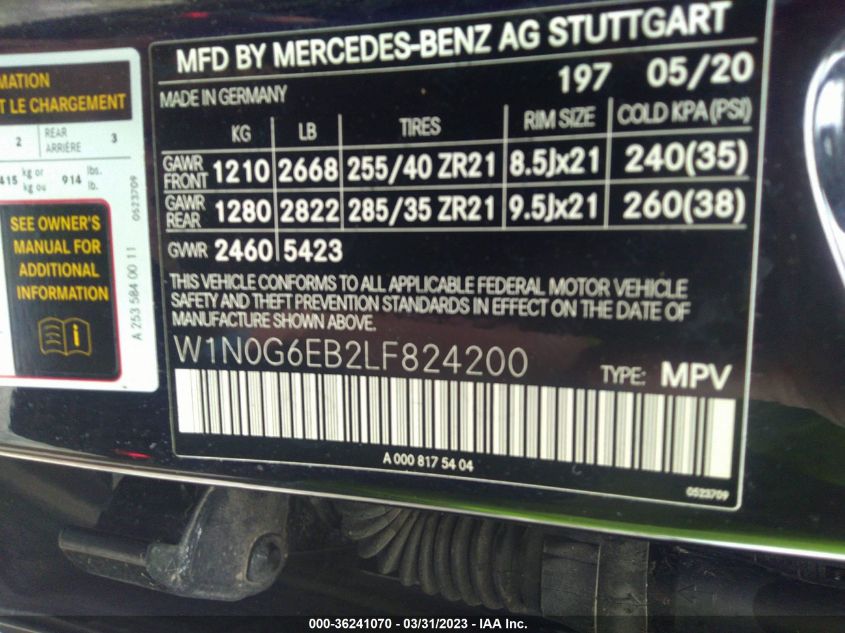 MATION
T LE CHARGEMENT
2 REAR ARRIÈRE 3
415 kg or kg ou 914 lbs. lb.
SEE OWNER'S
MANUAL FOR
ADDITIONAL
INFORMATION
0523709
A 253 584 00 11
MFD BY MERCEDES-BENZ AG STUTTGART
197 05/20
MADE IN GERMANY
KG LB TIRES RIM SIZE COLD KPA (PSI)
GAWR FRONT 1210 2668 255/40 ZR21 8.5Jx21 240(35)
GAWR REAR 1280 2822 285/35 ZR21 9.5Jx21 260(38)
GVWR 2460 5423
THIS VEHICLE CONFORMS TO ALL APPLICABLE FEDERAL MOTOR VEHICLE
SAFETY AND THEFT PREVENTION STANDARDS IN EFFECT ON THE DATE OF
MANUFACTURE SHOWN ABOVE.
W1N0G6EB2LF824200
TYPE: MPV
A 000 817 54 04
0523709
000-36241070 - 03/31/2023 - IAA Inc.